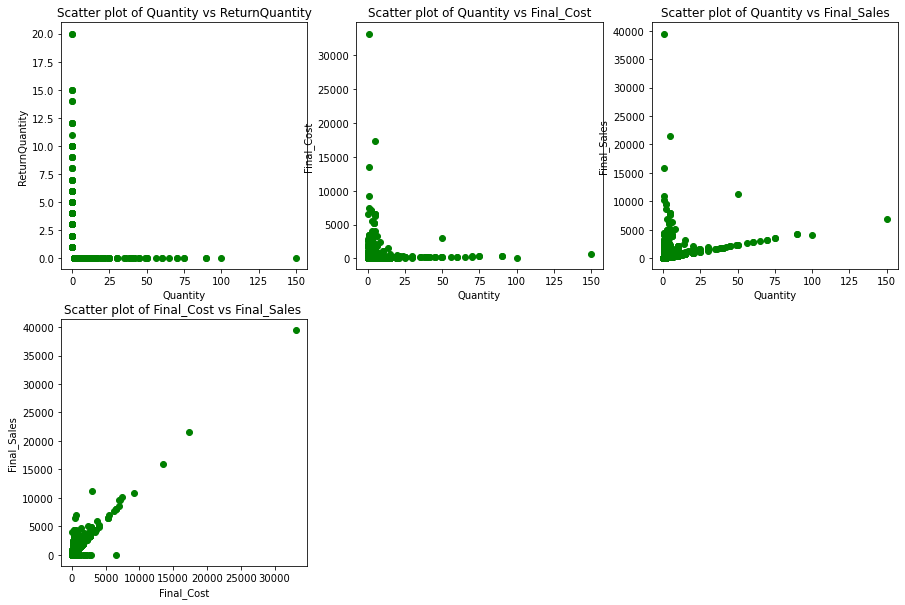 Scatter plot of Quantity vs ReturnQuantity
20.0
17.5
15.0
12.5
10.0
7.5
5.0
2.5
0.0
ReturnQuantity
0 25 50 75 100 125 150
Quantity
Scatter plot of Quantity vs Final_Cost
30000
25000
20000
15000
10000
5000
0
Final_Cost
0 25 50 75 100 125 150
Quantity
Scatter plot of Quantity vs Final_Sales
40000
35000
30000
25000
20000
15000
10000
5000
0
Final_Sales
0 25 50 75 100 125 150
Quantity
Scatter plot of Final_Cost vs Final_Sales
40000
35000
30000
25000
20000
15000
10000
5000
0
Final_Sales
0 5000 10000 15000 20000 25000 30000
Final_Cost